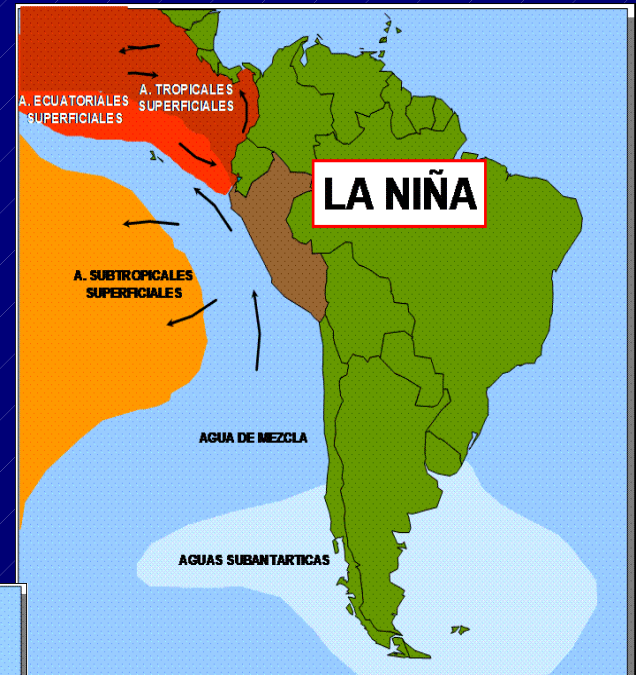 A. ECUATORIALES
SUPERFICIALES
A. TROPICALES
SUPERFICIALES
LA NIÑA
A. SUBTROPICALES
SUPERFICIALES
AGUA DE MEZCLA
AGUAS SUBANTARTICAS